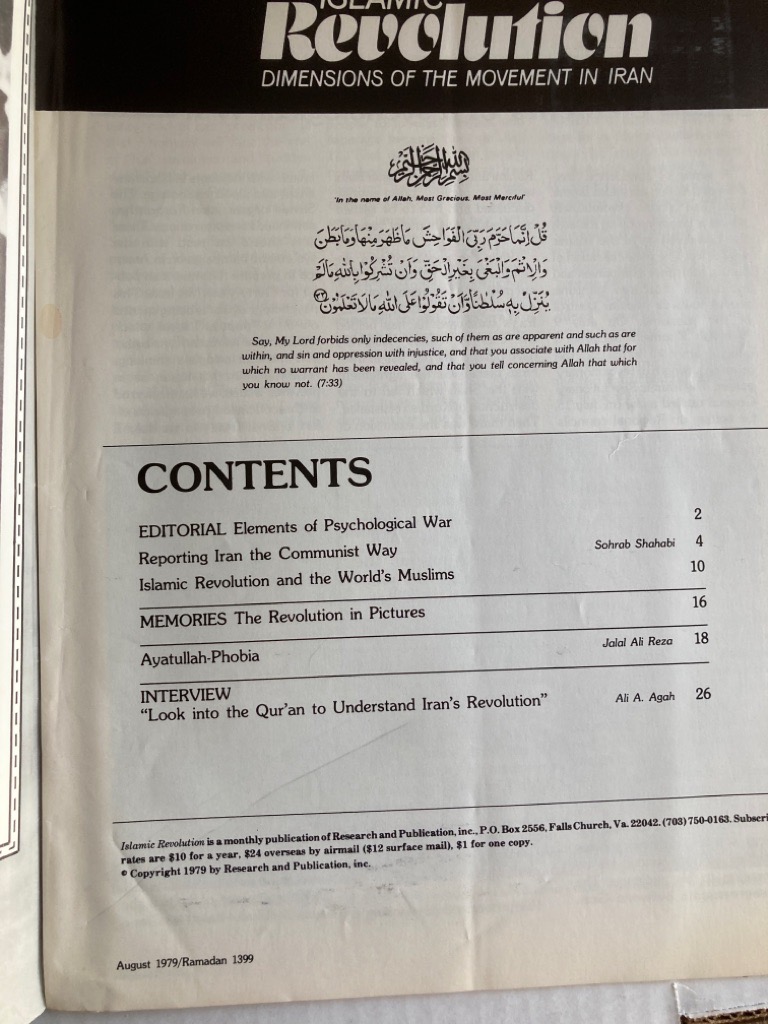 ISLAMIC
Revolution
DIMENSIONS OF THE MOVEMENT IN IRAN
بسم الله الرحمن الرحيم
'In the name of Allah, Most Gracious, Most Merciful'
قُلْ إِنَّمَا حَرَّمَ رَبِّيَ الْفَوَاحِشَ مَا ظَهَرَ مِنْهَا وَمَا بَطَنَ
وَالْإِثْمَ وَالْبَغْيَ بِغَيْرِ الْحَقِّ وَأَنْ تُشْرِكُوا بِاللَّهِ مَا لَمْ
يُنَزِّلْ بِهِ سُلْطَنًا وَّأَنْ تَقُولُوا عَلَى اللَّهِ مَا لَا تَعْلَمُونَ ٣٣
Say, My Lord forbids only indecencies, such of them as are apparent and such as are
within, and sin and oppression with injustice, and that you associate with Allah that for
which no warrant has been revealed, and that you tell concerning Allah that which
you know not. (7:33)
CONTENTS
EDITORIAL Elements of Psychological War 2
Reporting Iran the Communist Way Sohrab Shahabi 4
Islamic Revolution and the World's Muslims 10
MEMORIES The Revolution in Pictures 16
Ayatullah-Phobia Jalal Ali Reza 18
INTERVIEW
"Look into the Qur'an to Understand Iran's Revolution" Ali A. Agah 26
Islamic Revolution is a monthly publication of Research and Publication, inc., P.O. Box 2556, Falls Church, Va. 22042. (703) 750-0163. Subscri
rates are $10 for a year, $24 overseas by airmail ($12 surface mail), $1 for one copy.
© Copyright 1979 by Research and Publication, inc.
August 1979/Ramadan 1399